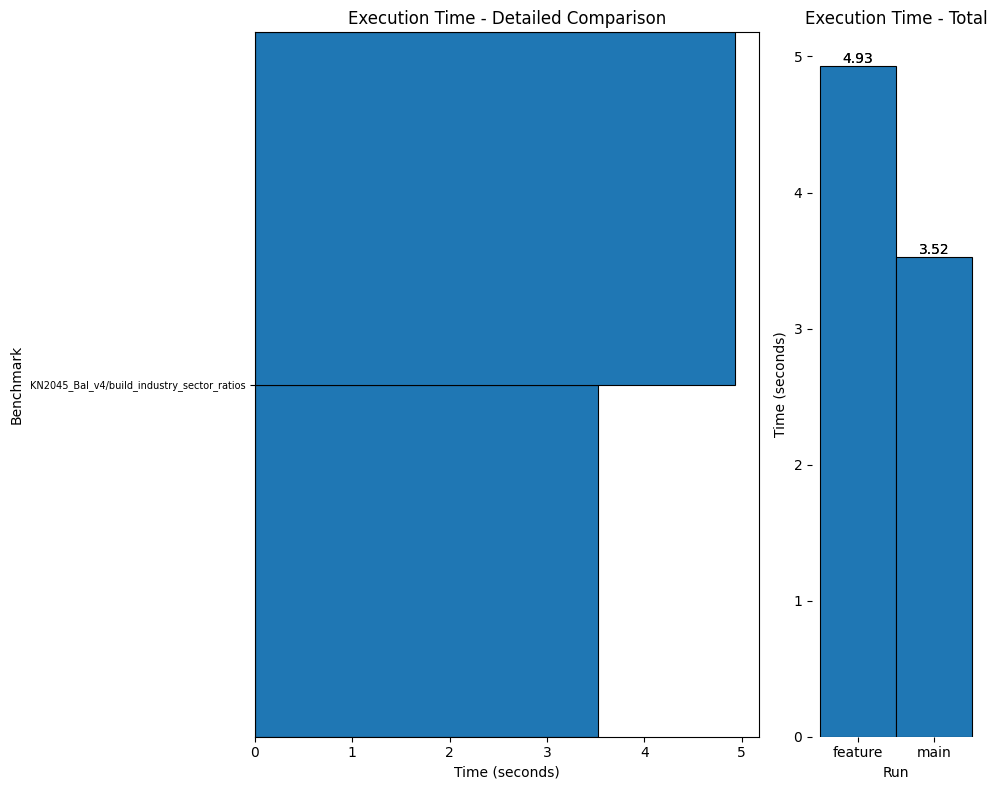 Execution Time - Detailed Comparison
Benchmark
KN2045_Bal_v4/build_industry_sector_ratios
0 1 2 3 4 5
Time (seconds)
Execution Time - Total
Time (seconds)
5
4
3
2
1
0
4.93
3.52
feature main
Run